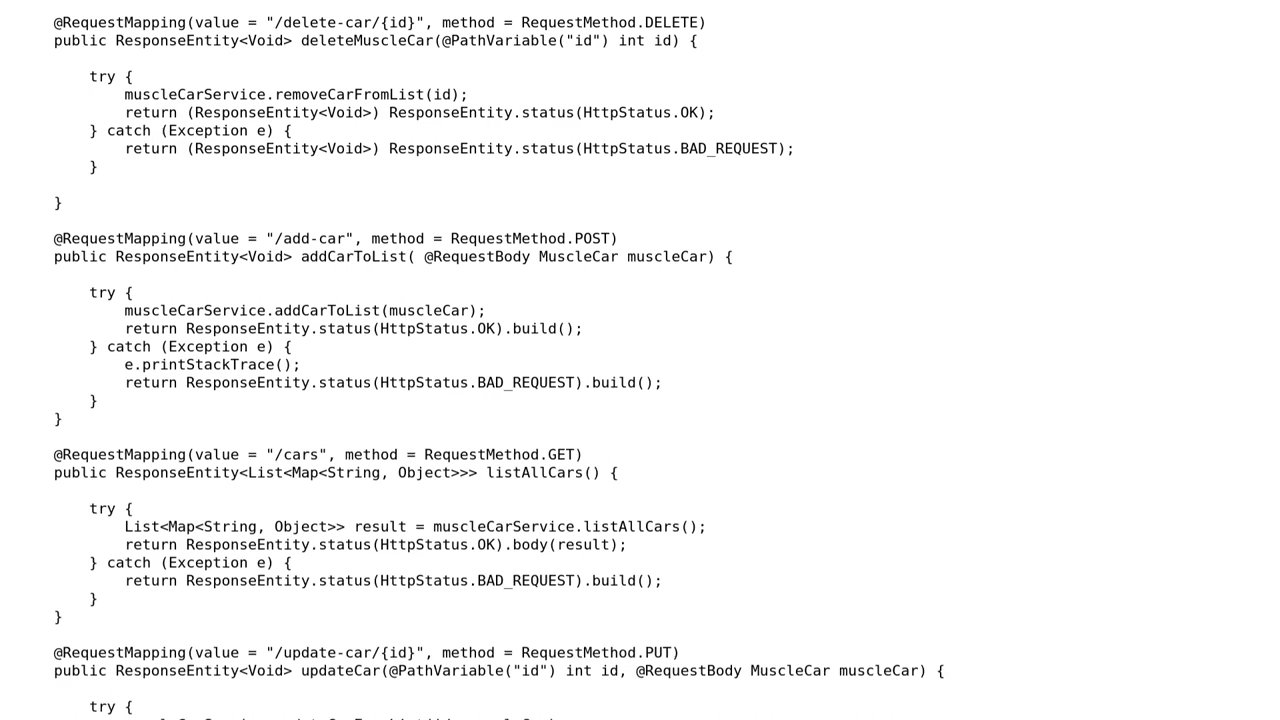 @RequestMapping(value = "/delete-car/{id}", method = RequestMethod.DELETE)
public ResponseEntity<Void> deleteMuscleCar(@PathVariable("id") int id) {
try {
muscleCarService.removeCarFromList(id);
return (ResponseEntity<Void>) ResponseEntity.status(HttpStatus.OK);
} catch (Exception e) {
return (ResponseEntity<Void>) ResponseEntity.status(HttpStatus.BAD_REQUEST);
}
}
@RequestMapping(value = "/add-car", method = RequestMethod.POST)
public ResponseEntity<Void> addCarToList( @RequestBody MuscleCar muscleCar) {
try {
muscleCarService.addCarToList(muscleCar);
return ResponseEntity.status(HttpStatus.OK).build();
} catch (Exception e) {
e.printStackTrace();
return ResponseEntity.status(HttpStatus.BAD_REQUEST).build();
}
}
@RequestMapping(value = "/cars", method = RequestMethod.GET)
public ResponseEntity<List<Map<String, Object>>> listAllCars() {
try {
List<Map<String, Object>> result = muscleCarService.listAllCars();
return ResponseEntity.status(HttpStatus.OK).body(result);
} catch (Exception e) {
return ResponseEntity.status(HttpStatus.BAD_REQUEST).build();
}
}
@RequestMapping(value = "/update-car/{id}", method = RequestMethod.PUT)
public ResponseEntity<Void> updateCar(@PathVariable("id") int id, @RequestBody MuscleCar muscleCar) {
try {